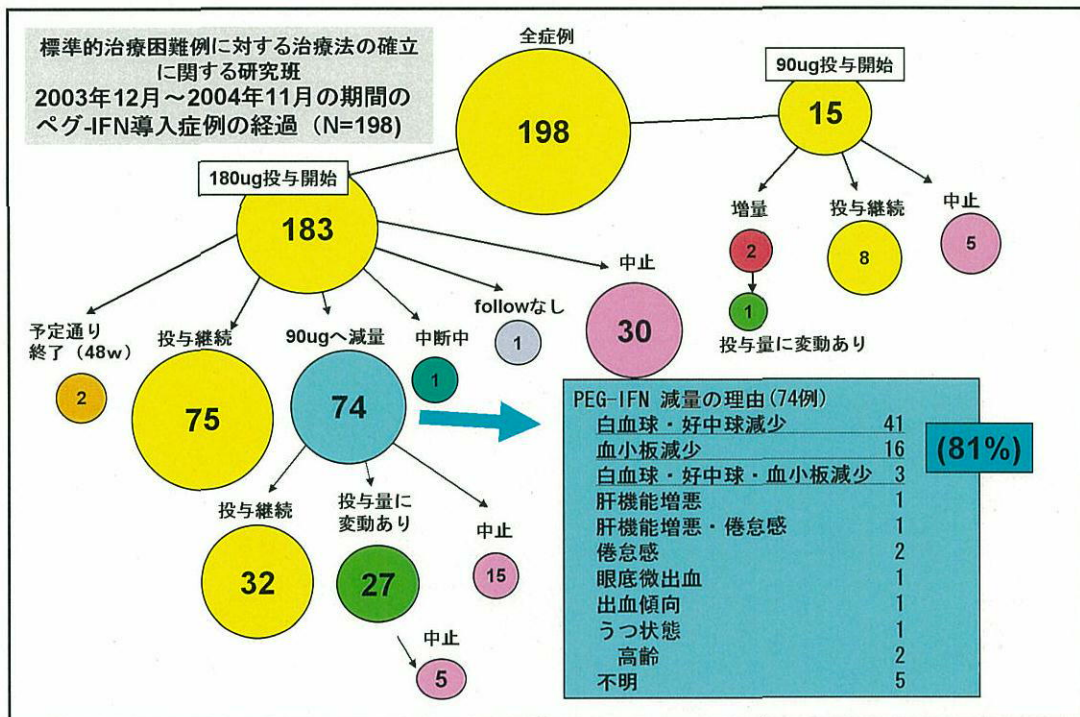 標準的治療困難例に対する治療法の確立
に関する研究班
2003年12月～2004年11月の期間の
ペグ-IFN導入症例の経過（N=198)
全症例
198
90ug投与開始
15
増量
2
1
投与量に変動あり
投与継続
8
中止
5
180ug投与開始
183
予定通り
終了（48w）
2
投与継続
75
90ugへ減量
74
中断中
1
followなし
1
中止
30
投与継続
32
投与量に
変動あり
27
中止
5
中止
15
PEG-IFN 減量の理由(74例)
白血球・好中球減少 41
血小板減少 16
白血球・好中球・血小板減少 3
(81%)
肝機能増悪 1
肝機能増悪・倦怠感 1
倦怠感 2
眼底微出血 1
出血傾向 1
うつ状態 1
高齢 2
不明 5